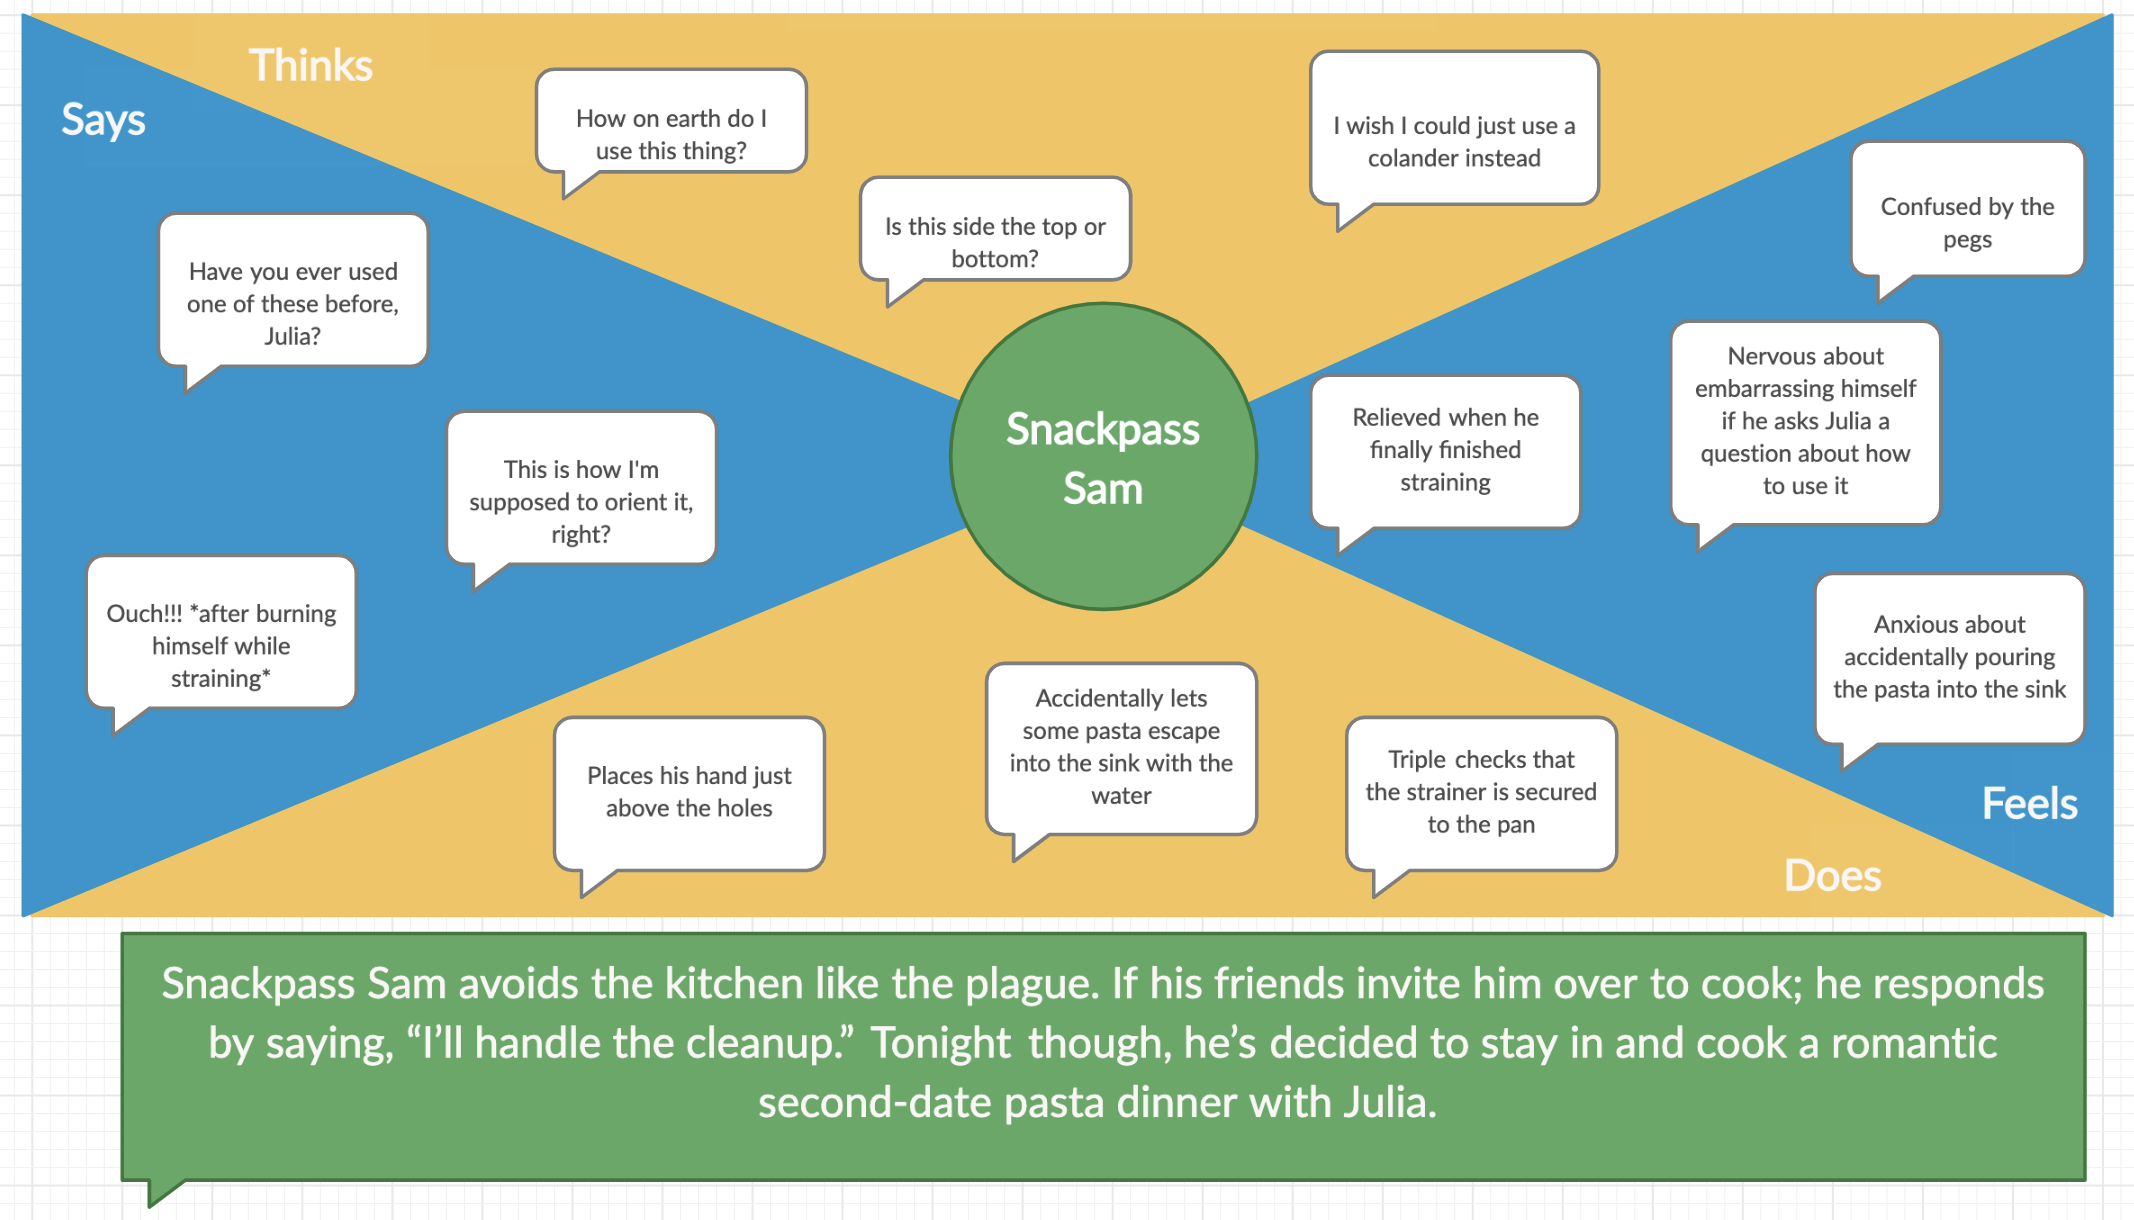 Thinks
Says
How on earth do I
use this thing?
Is this side the top or
bottom?
I wish I could just use a
colander instead
Have you ever used
one of these before,
Julia?
This is how I'm
supposed to orient it,
right?
Ouch!!! *after burning
himself while
straining*
Snackpass
Sam
Confused by the
pegs
Nervous about
embarrassing himself
if he asks Julia a
question about how
to use it
Relieved when he
finally finished
straining
Anxious about
accidentally pouring
the pasta into the sink
Feels
Places his hand just
above the holes
Accidentally lets
some pasta escape
into the sink with the
water
Triple checks that
the strainer is secured
to the pan
Does
Snackpass Sam avoids the kitchen like the plague. If his friends invite him over to cook; he responds
by saying, “I’ll handle the cleanup.” Tonight though, he’s decided to stay in and cook a romantic
second-date pasta dinner with Julia.